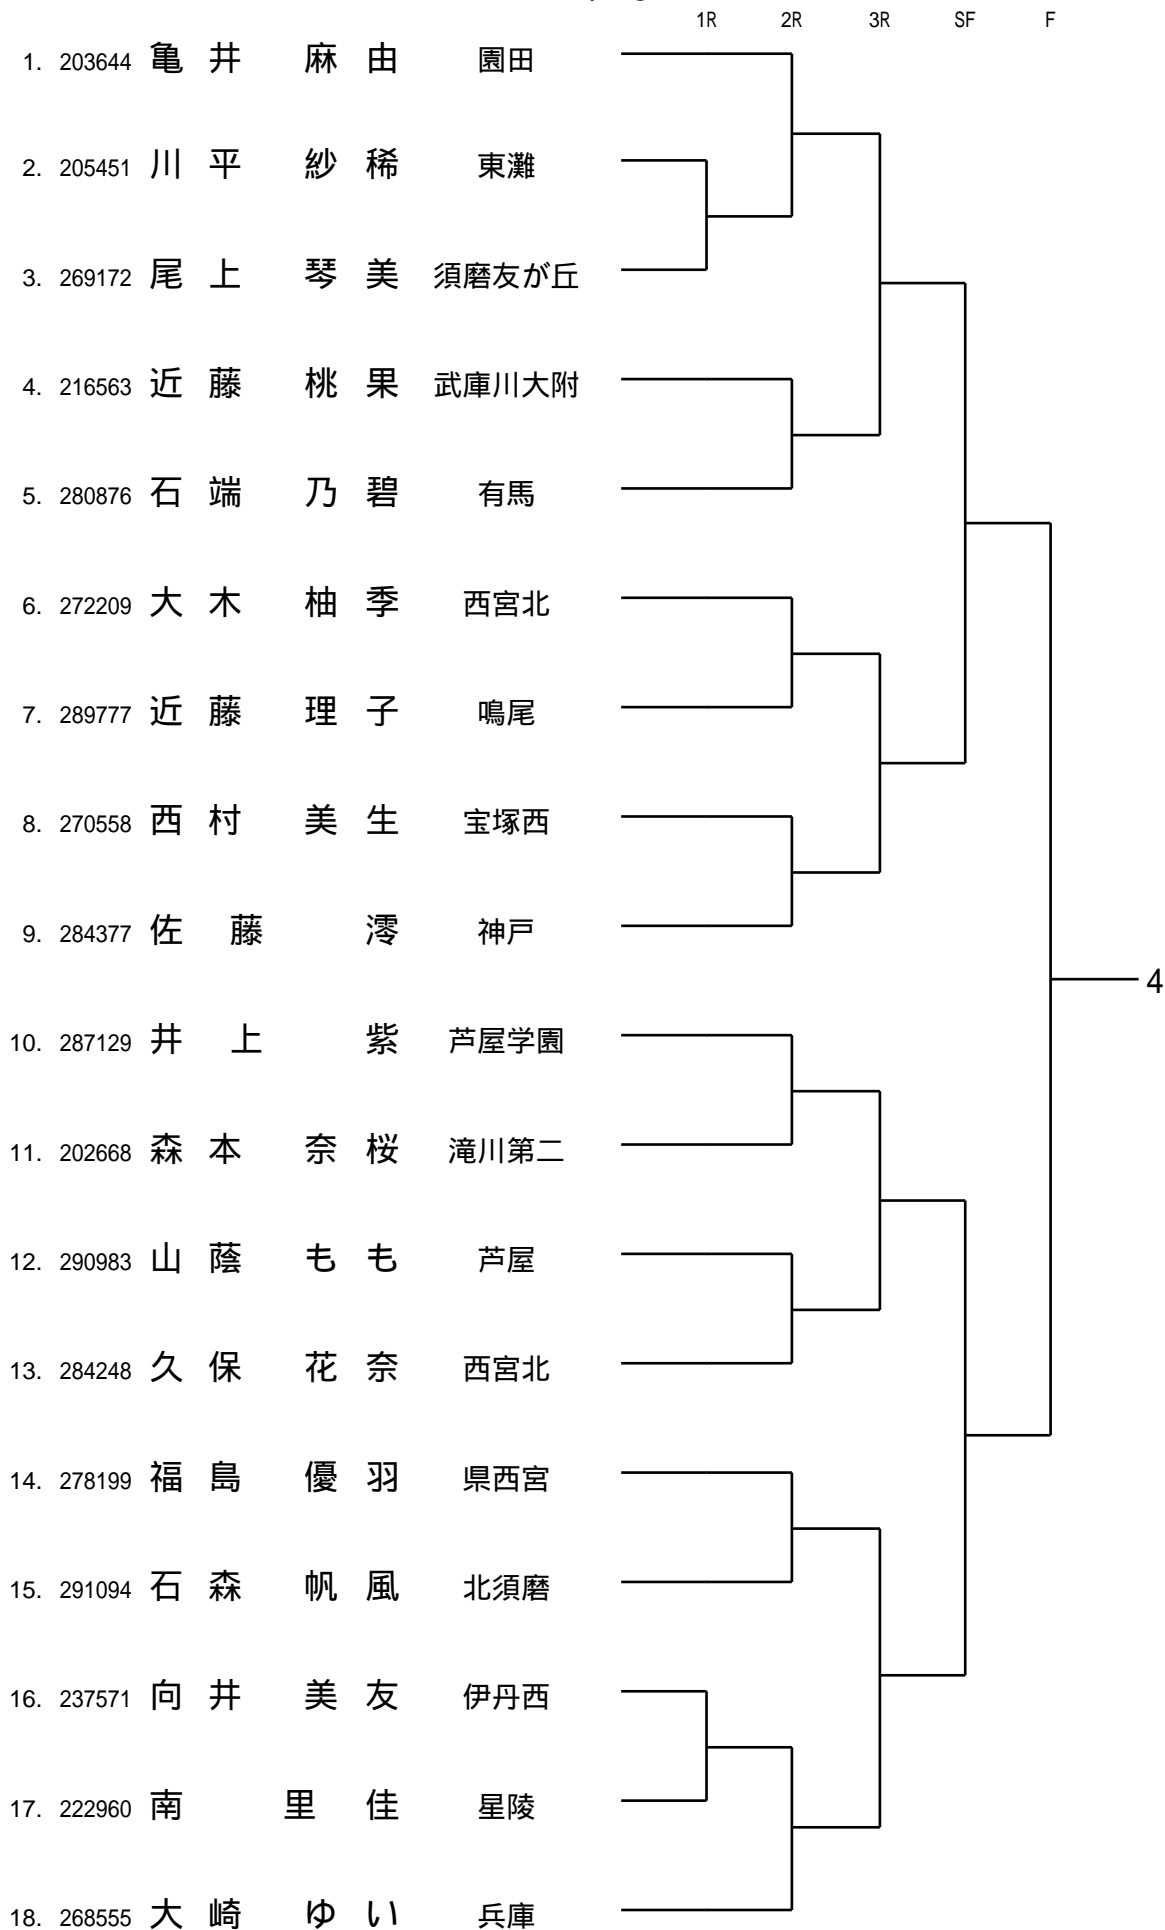 1R 2R 3R SF F
1. 203644 亀井 麻由 園田
2. 205451 川平 紗稀 東灘
3. 269172 尾上 琴美 須磨友が丘
4. 216563 近藤 桃果 武庫川大附
5. 280876 石端 乃碧 有馬
6. 272209 大木 柚季 西宮北
7. 289777 近藤 理子 鳴尾
8. 270558 西村 美生 宝塚西
9. 284377 佐藤 澪 神戸
4
10. 287129 井上 紫 芦屋学園
11. 202668 森本 奈桜 滝川第二
12. 290983 山蔭 もも 芦屋
13. 284248 久保 花奈 西宮北
14. 278199 福島 優羽 県西宮
15. 291094 石森 帆風 北須磨
16. 237571 向井 美友 伊丹西
17. 222960 南 里佳 星陵
18. 268555 大崎 ゆい 兵庫